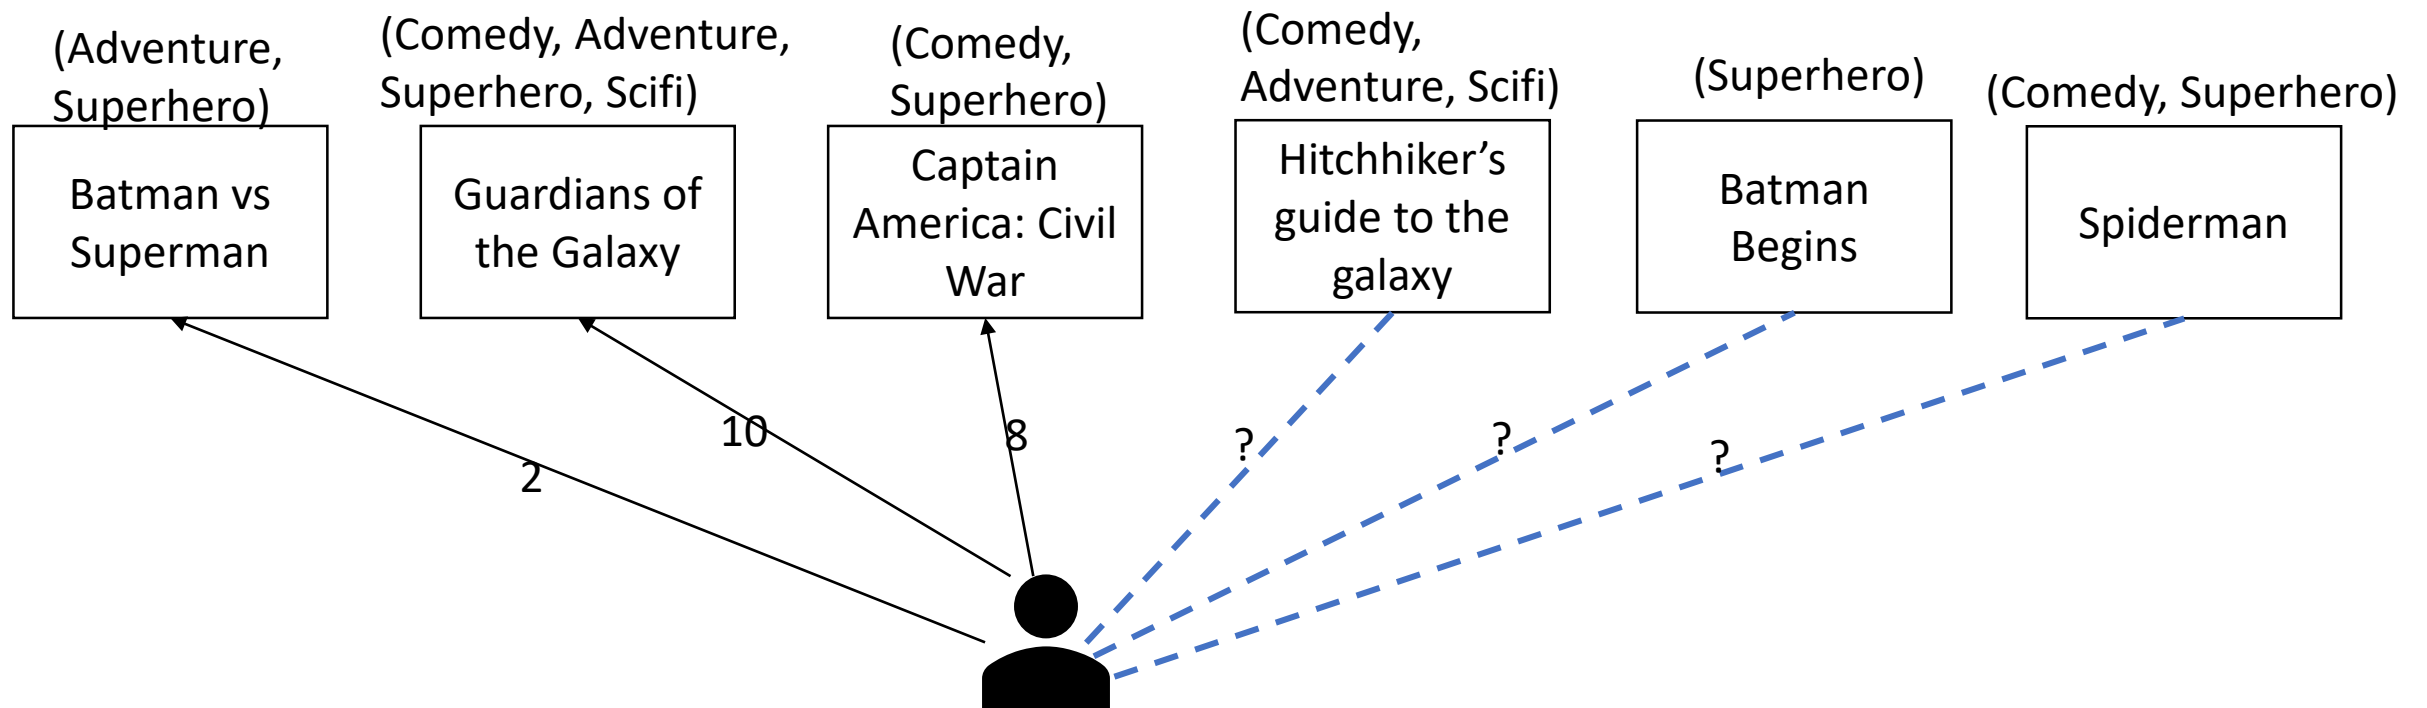 (Adventure,
Superhero)
Batman vs
Superman
(Comedy, Adventure,
Superhero, Scifi)
Guardians of
the Galaxy
(Comedy,
Superhero)
Captain
America: Civil
War
(Comedy,
Adventure, Scifi)
Hitchhiker’s
guide to the
galaxy
(Superhero)
Batman
Begins
(Comedy, Superhero)
Spiderman
2
10
8
?
?
?